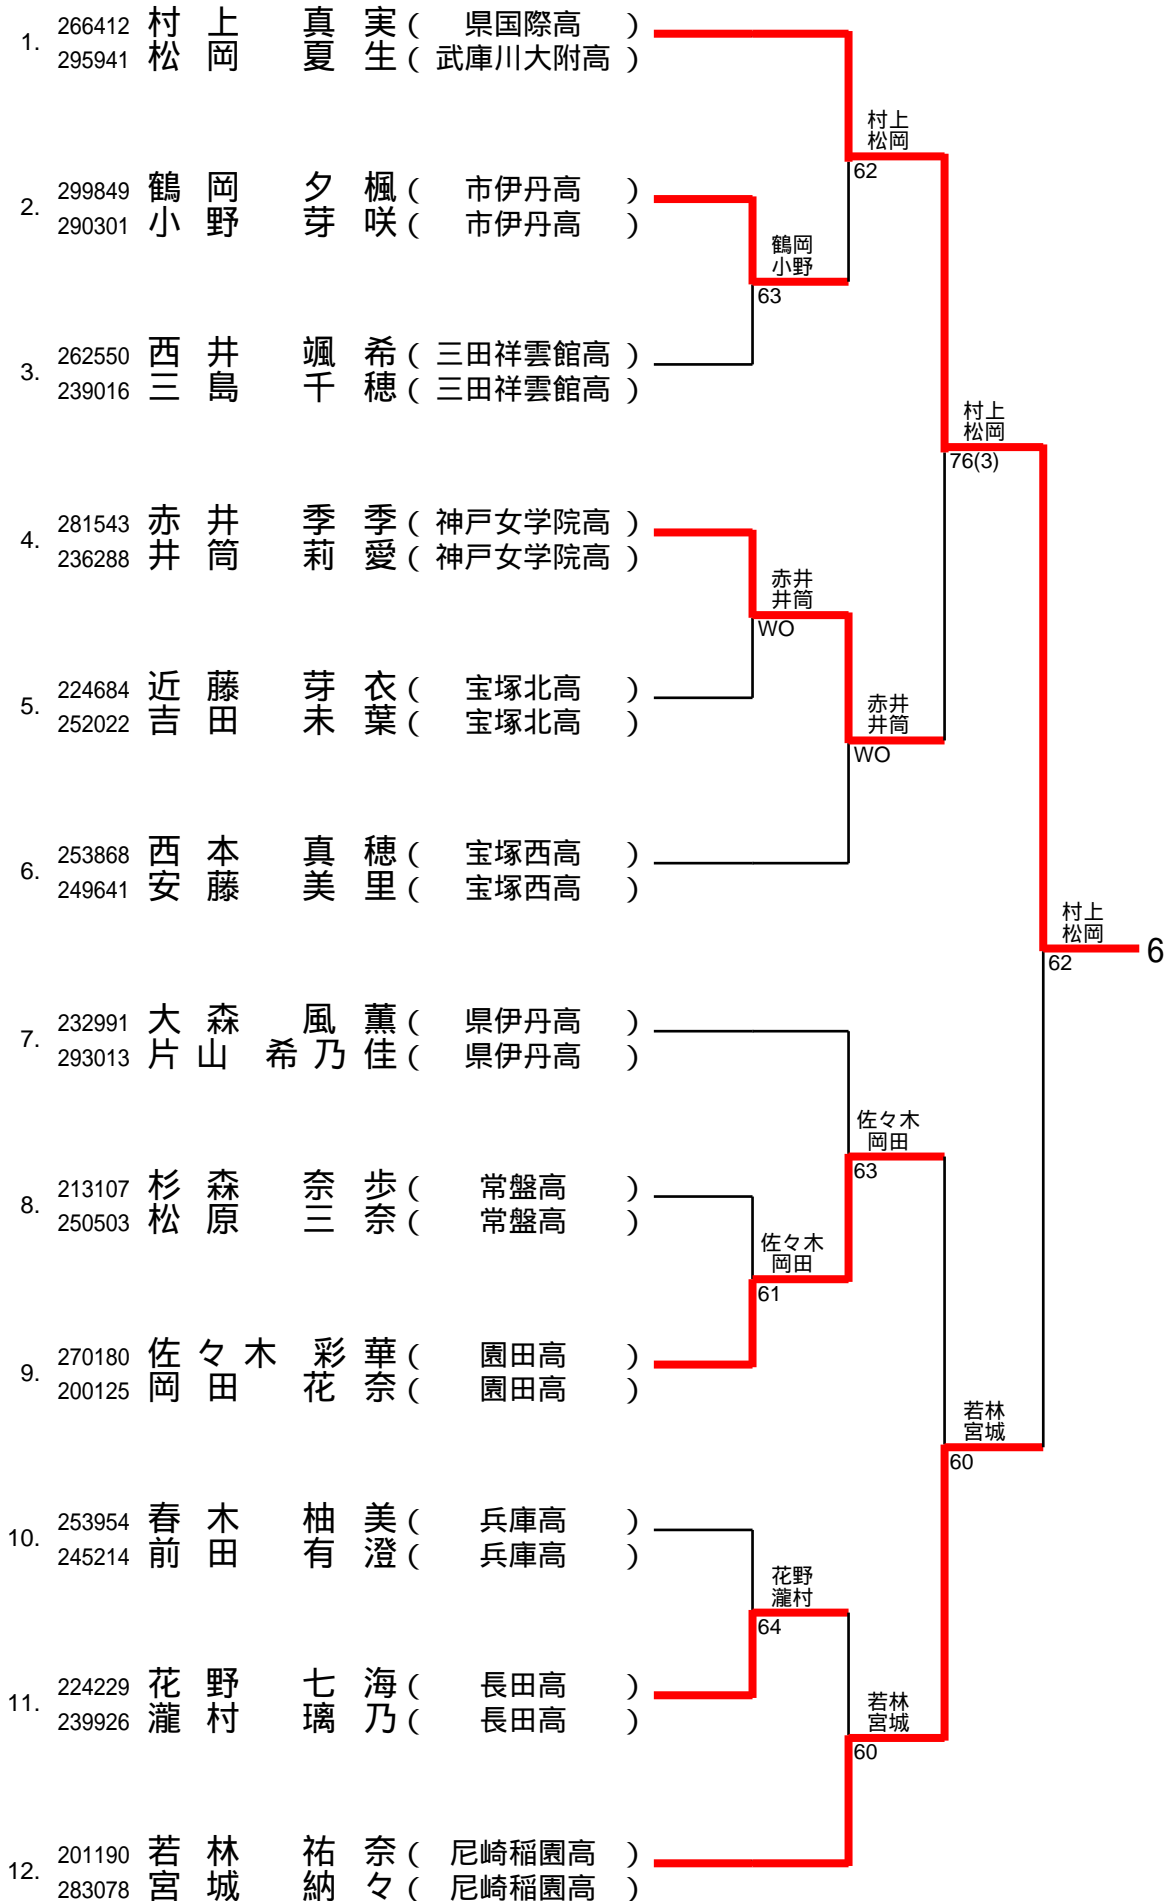 1. 266412 村上 真実 ( 県国際高 )
295941 松岡 夏生 ( 武庫川大附高 )
村上
松岡
62
2. 299849 鶴岡 夕楓 ( 市伊丹高 )
290301 小野 芽咲 ( 市伊丹高 )
鶴岡
小野
63
3. 262550 西井 颯希 ( 三田祥雲館高 )
239016 三島 千穂 ( 三田祥雲館高 )
村上
松岡
76(3)
4. 281543 赤井 季季 ( 神戸女学院高 )
236288 井筒 莉愛 ( 神戸女学院高 )
赤井
井筒
WO
5. 224684 近藤 芽衣 ( 宝塚北高 )
252022 吉田 未葉 ( 宝塚北高 )
赤井
井筒
WO
6. 253868 西本 真穂 ( 宝塚西高 )
249641 安藤 美里 ( 宝塚西高 )
村上
松岡
62
6
7. 232991 大森 風薫 ( 県伊丹高 )
293013 片山 希乃佳 ( 県伊丹高 )
佐々木
岡田
63
8. 213107 杉森 奈歩 ( 常盤高 )
250503 松原 三奈 ( 常盤高 )
佐々木
岡田
61
9. 270180 佐々木 彩華 ( 園田高 )
200125 岡田 花奈 ( 園田高 )
若林
宮城
60
10. 253954 春木 柚美 ( 兵庫高 )
245214 前田 有澄 ( 兵庫高 )
花野
瀧村
64
11. 224229 花野 七海 ( 長田高 )
239926 瀧村 璃乃 ( 長田高 )
若林
宮城
60
12. 201190 若林 祐奈 ( 尼崎稲園高 )
283078 宮城 納々 ( 尼崎稲園高 )